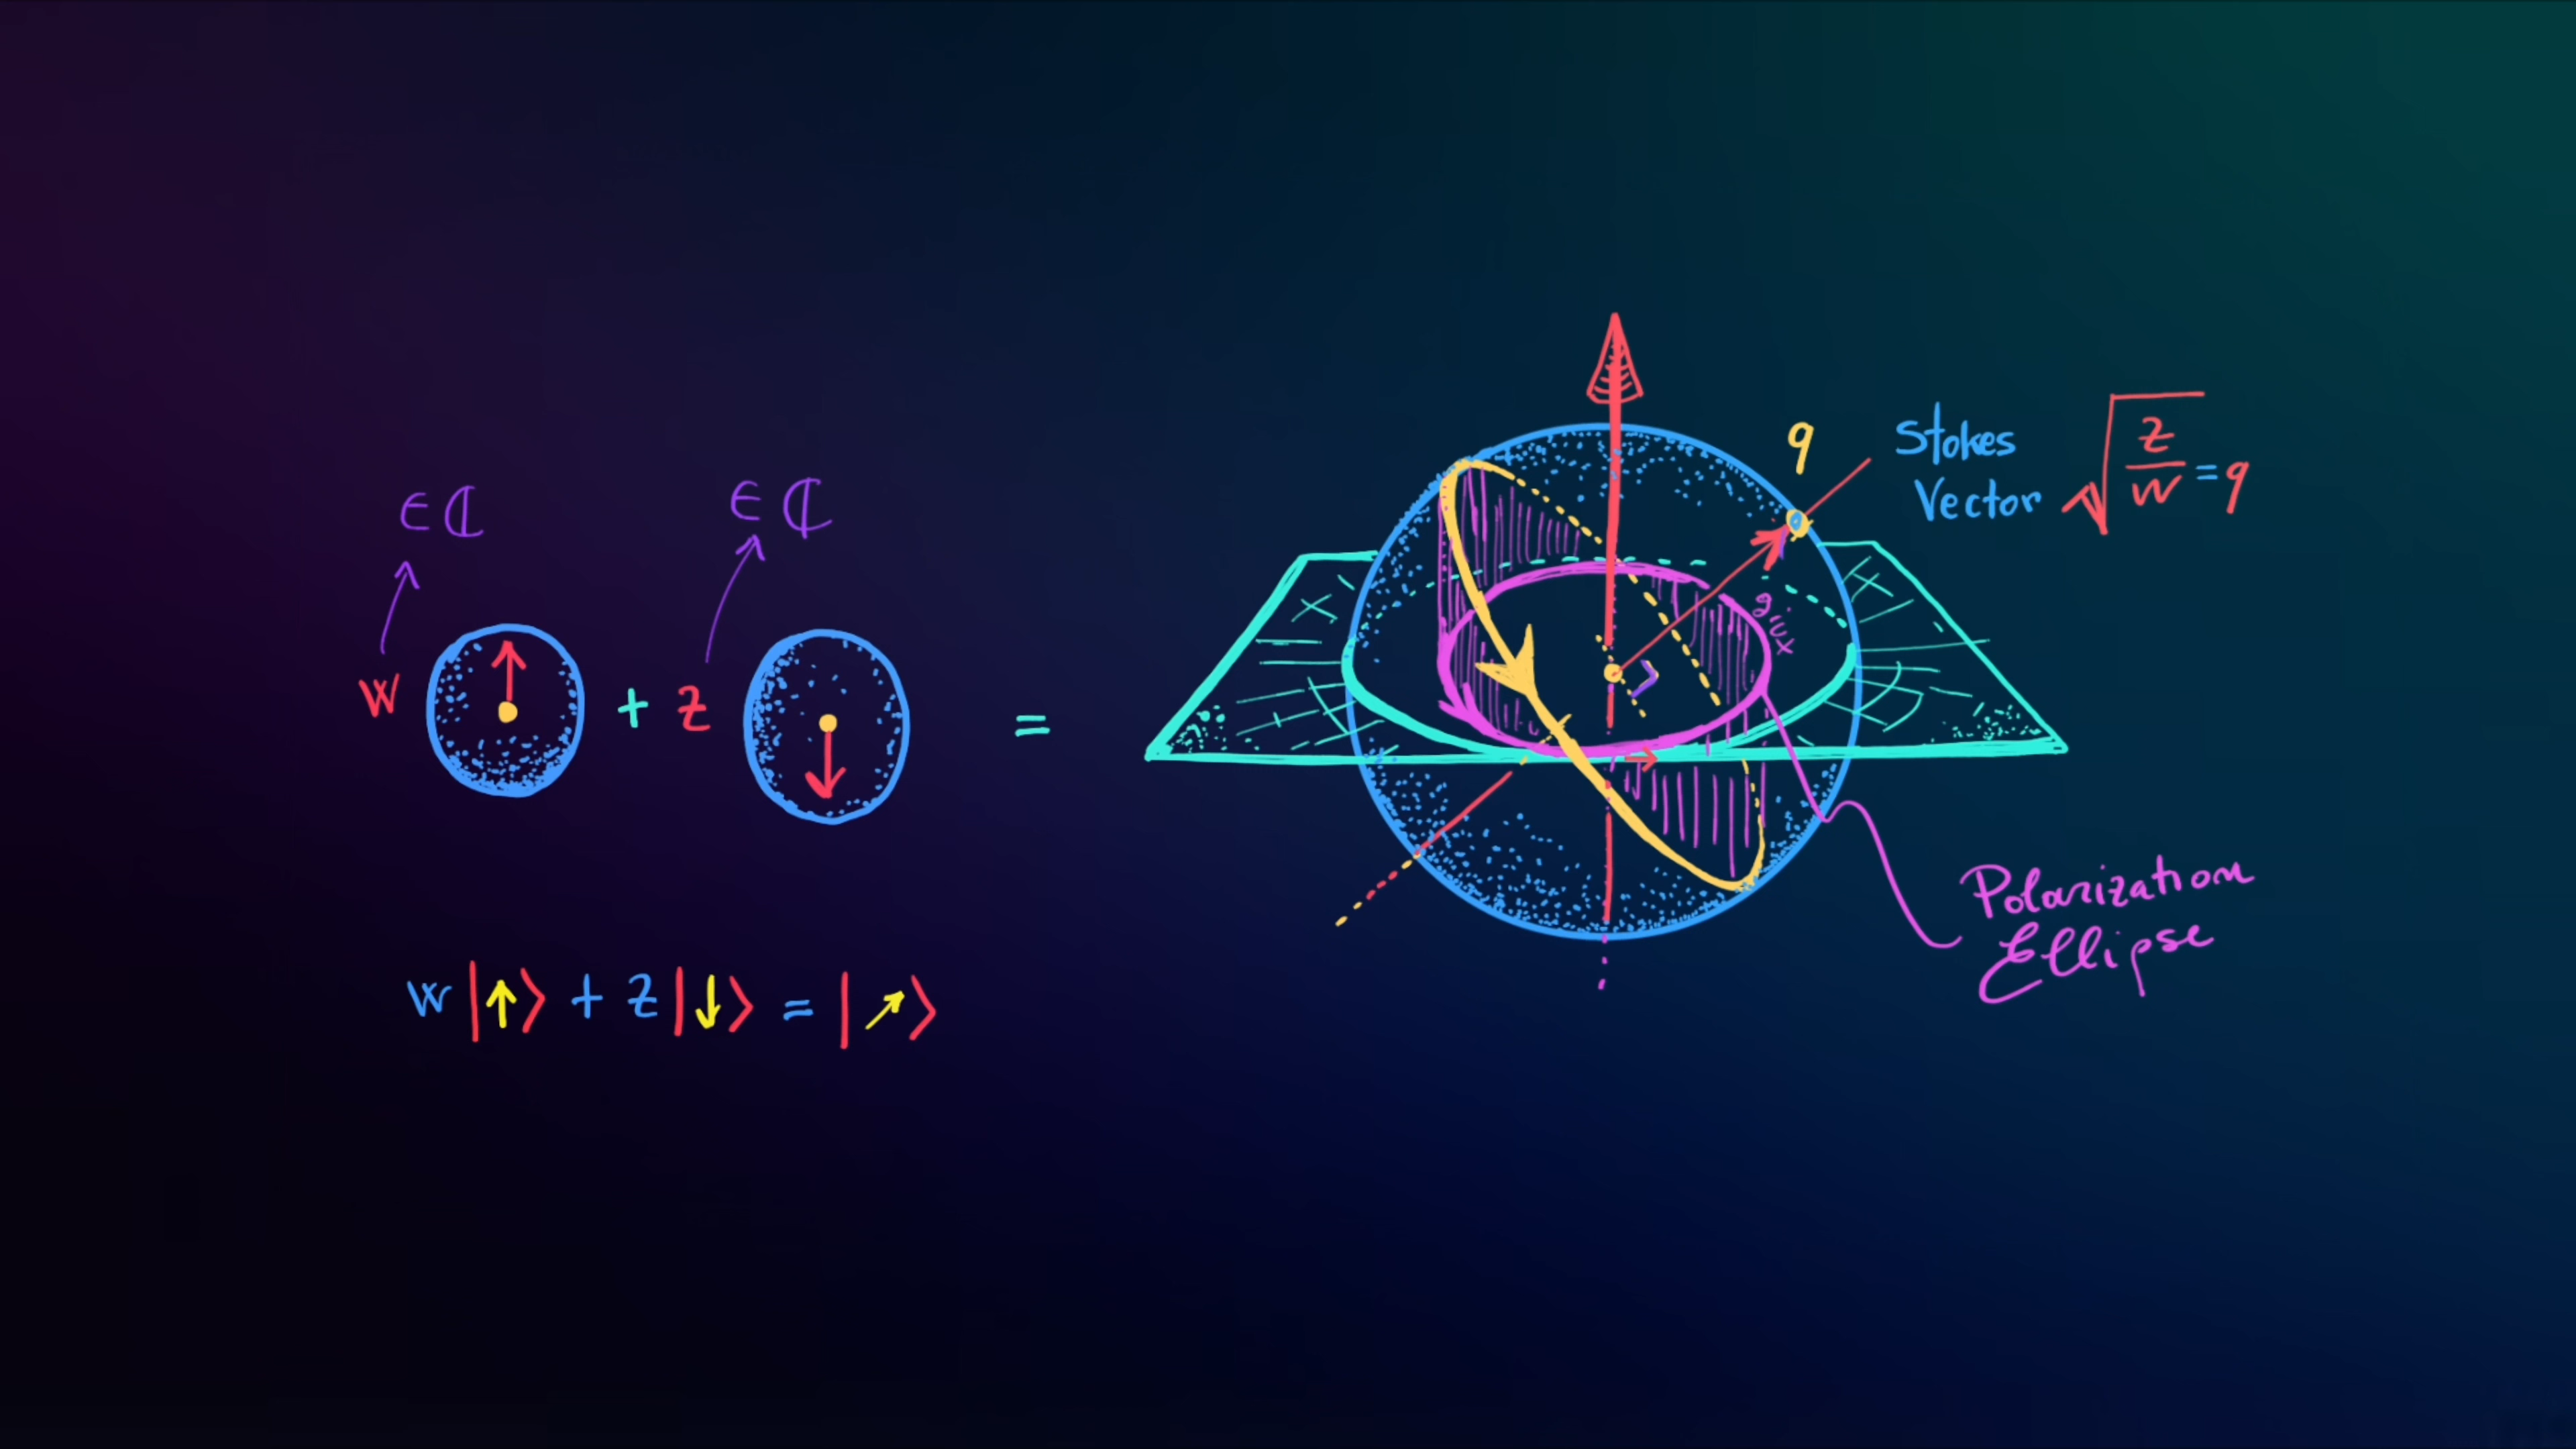 ∈ ℂ
∈ ℂ
w + z =
w|↑⟩ + z|↓⟩ = |↗⟩
q
Stokes
Vector
√(z/w) = q
Polarization
Ellipse